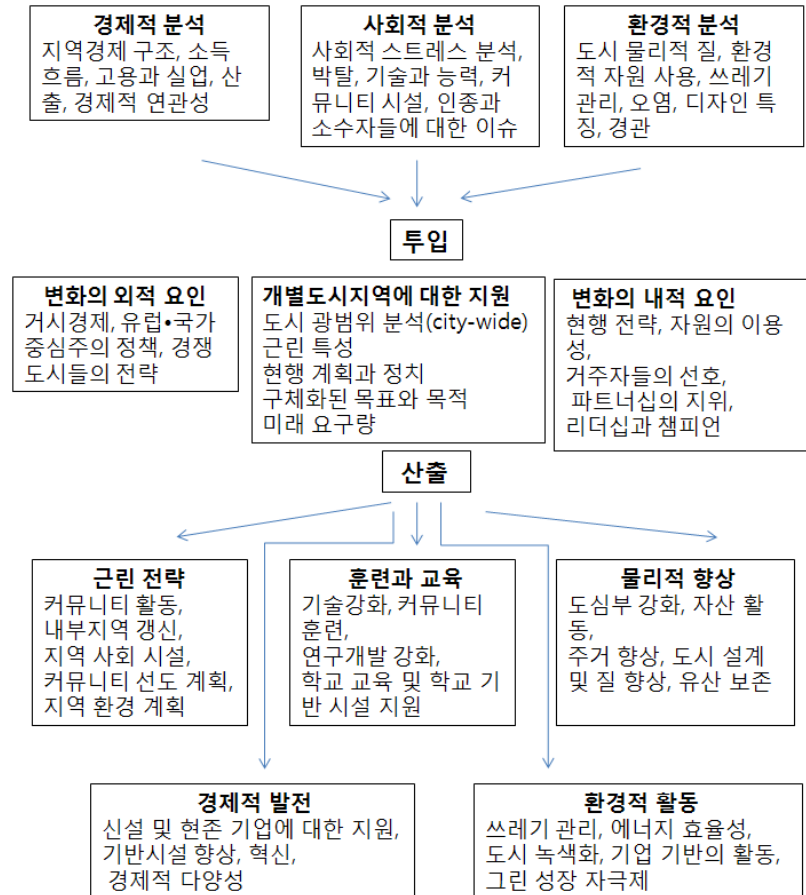 경제적 분석
지역경제 구조, 소득
흐름, 고용과 실업, 산
출, 경제적 연관성
사회적 분석
사회적 스트레스 분석,
박탈, 기술과 능력, 커
뮤니티 시설, 인종과
소수자들에 대한 이슈
환경적 분석
도시 물리적 질, 환경
적 자원 사용, 쓰레기
관리, 오염, 디자인 특
징, 경관
투입
변화의 외적 요인
거시경제, 유럽•국가
중심주의 정책, 경쟁
도시들의 전략
개별도시지역에 대한 지원
도시 광범위 분석(city-wide)
근린 특성
현행 계획과 정치
구체화된 목표와 목적
미래 요구량
변화의 내적 요인
현행 전략, 자원의 이용
성,
거주자들의 선호,
파트너십의 지위,
리더십과 챔피언
산출
근린 전략
커뮤니티 활동,
내부지역 갱신,
지역 사회 시설,
커뮤니티 선도 계획,
지역 환경 계획
훈련과 교육
기술강화, 커뮤니티
훈련,
연구개발 강화,
학교 교육 및 학교 기
반 시설 지원
물리적 향상
도심부 강화, 자산 활
동,
주거 향상, 도시 설계
및 질 향상, 유산 보존
경제적 발전
신설 및 현존 기업에 대한 지원,
기반시설 향상, 혁신,
경제적 다양성
환경적 활동
쓰레기 관리, 에너지 효율성,
도시 녹색화, 기업 기반의 활동,
그린 성장 자극제